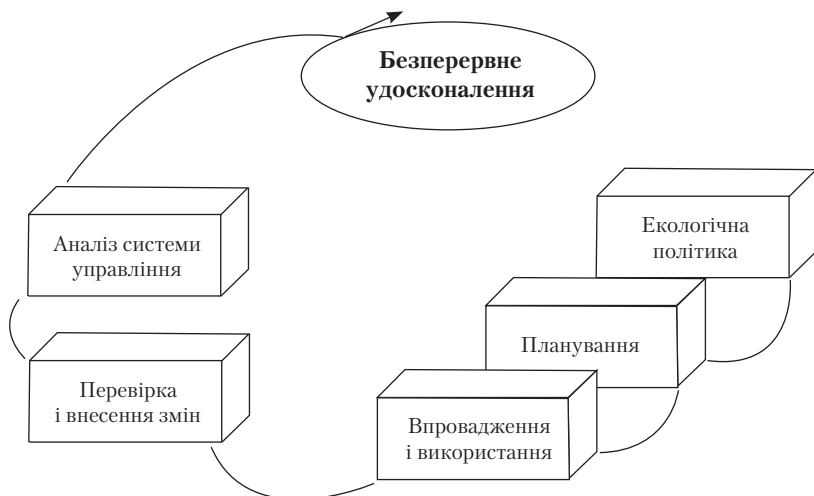 Безперервне
удосконалення
Екологічна
політика
Аналіз системи
управління
Планування
Перевірка
і внесення змін
Впровадження
і використання